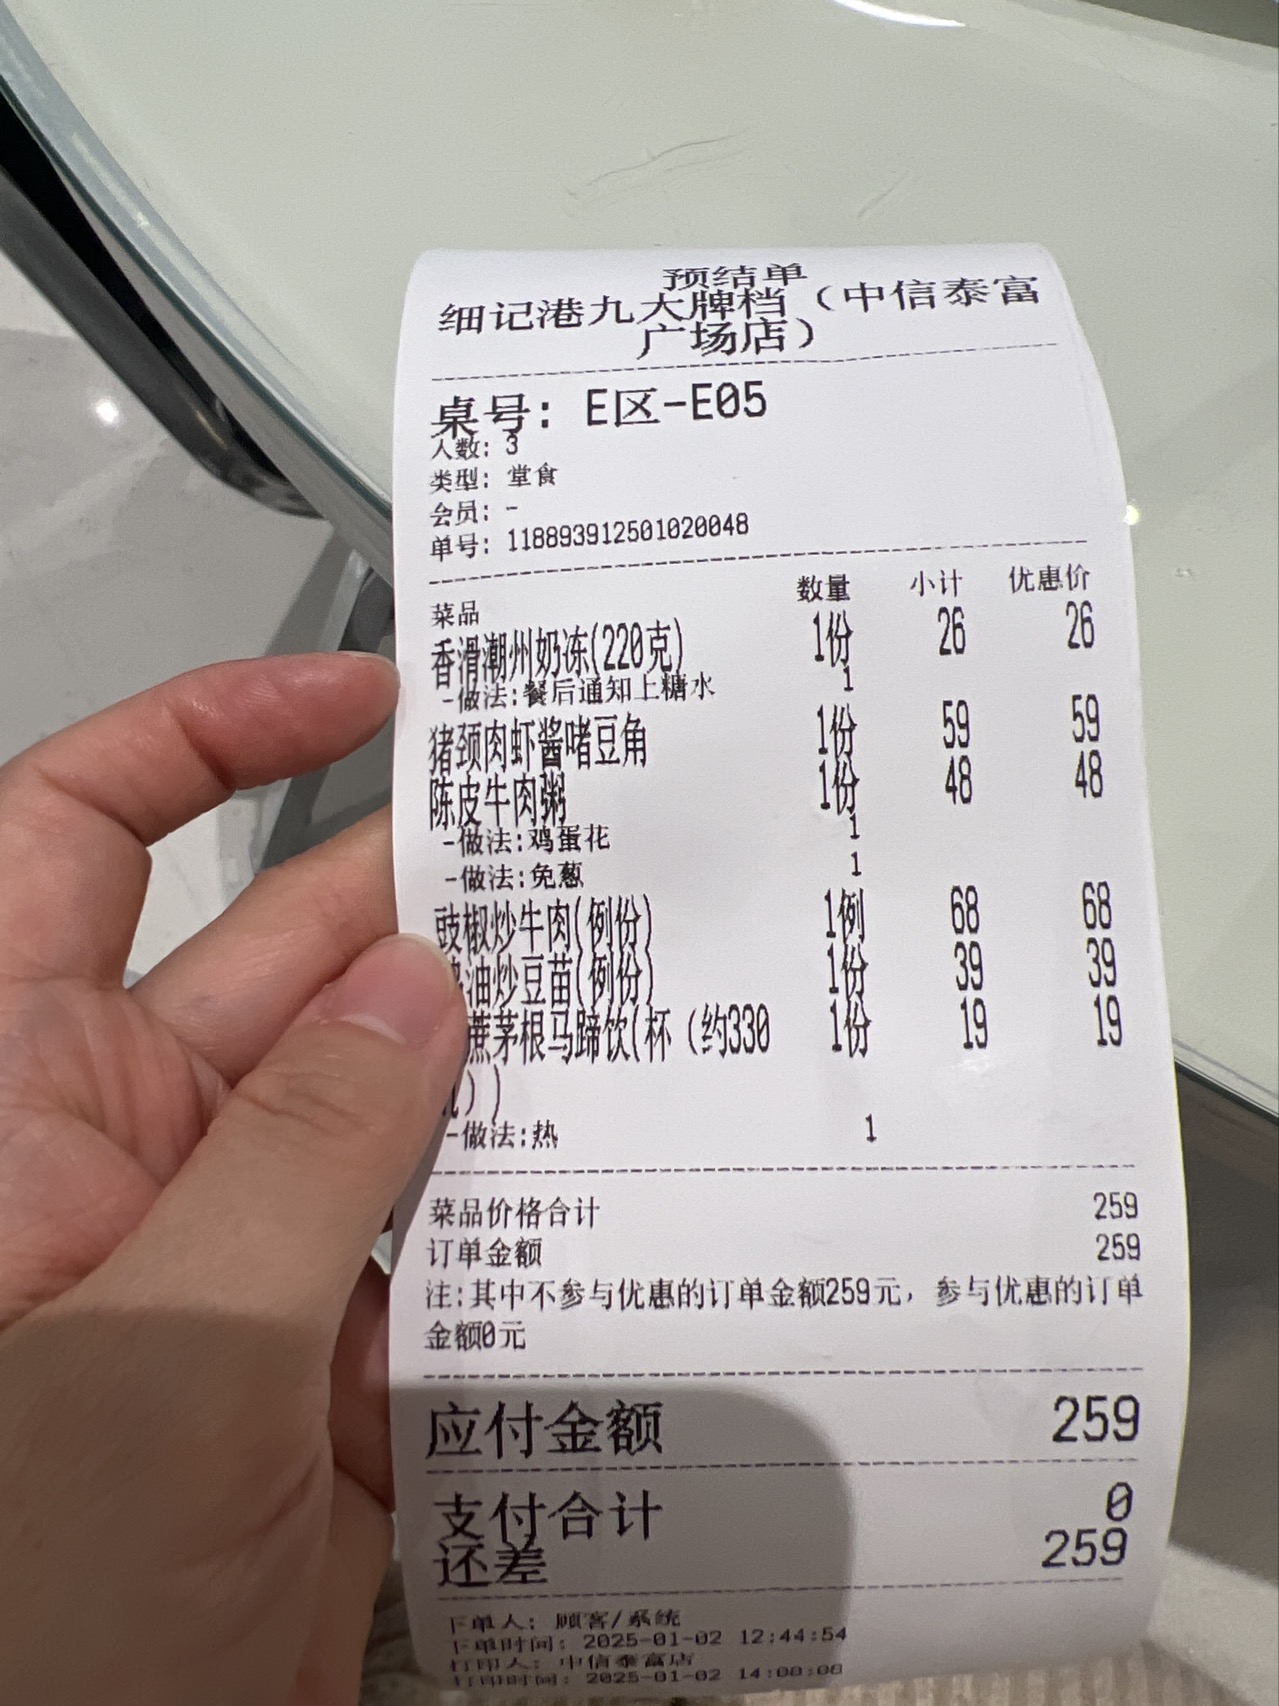 预结单
细记港九大牌档（中信泰富
广场店）
桌号: E区-E05
人数: 3
类型: 堂食
会员: -
单号: 118893912501020048
菜品 数量 小计 优惠价
香滑潮州奶冻(220克) 1份 26 26
-做法:餐后通知上糖水 1
猪颈肉虾酱啫豆角 1份 59 59
陈皮牛肉粥 1份 48 48
-做法:鸡蛋花 1
-做法:免葱 1
豉椒炒牛肉(例份) 1例 68 68
油炒豆苗(例份) 1份 39 39
蔗茅根马蹄饮(杯（约330 1份 19 19
）)
-做法:热 1
菜品价格合计 259
订单金额 259
注:其中不参与优惠的订单金额259元，参与优惠的订单
金额0元
应付金额 259
支付合计 0
还差 259
下单人: 顾客/系统
下单时间: 2025-01-02 12:44:54
打印人: 中信泰富店
打印时间: 2025-01-02 14:00:08